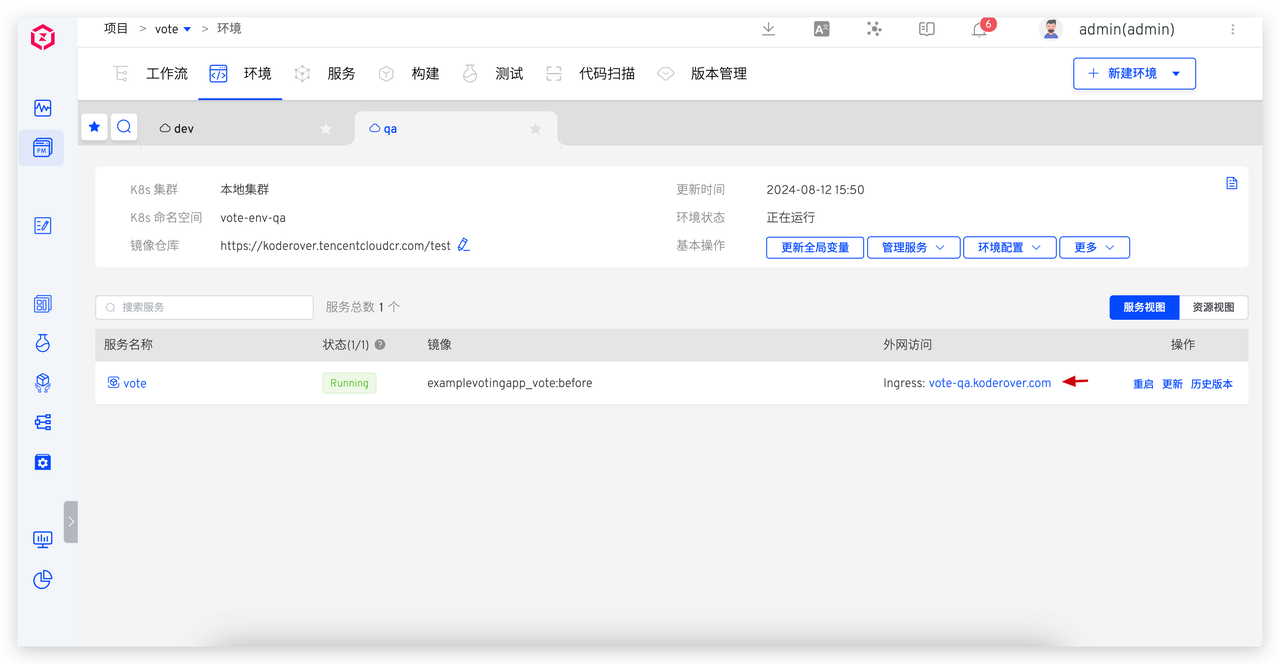 项目 > vote > 环境
6
admin(admin)
工作流 环境 服务 构建 测试 代码扫描 版本管理
新建环境
dev
qa
K8s 集群 本地集群 更新时间 2024-08-12 15:50
K8s 命名空间 vote-env-qa 环境状态 正在运行
镜像仓库 https://koderover.tencentcloudcr.com/test 基本操作 更新全局变量 管理服务 环境配置 更多
搜索服务 服务总数 1 个 服务视图 资源视图
服务名称 状态(1/1) 镜像 外网访问 操作
vote Running examplevotingapp_vote:before Ingress: vote-qa.koderover.com 重启 更新 历史版本
PM